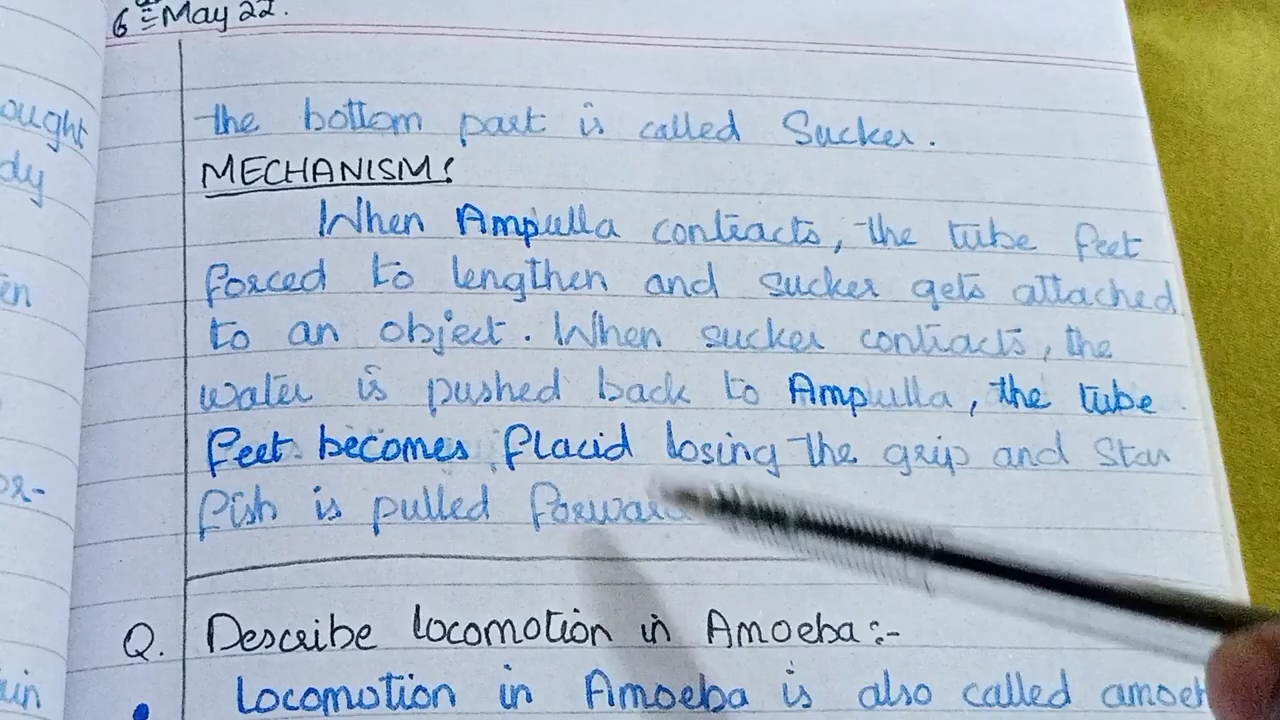 6 May 22.
the bottom part is called Sucker.
MECHANISM:
When Ampulla contracts, the tube feet
forced to lengthen and sucker gets attached
to an object. When sucker contracts, the
water is pushed back to Ampulla, the tube
feet becomes flacid losing the grip and Star
fish is pulled forward
Q. Describe locomotion in Amoeba:-
• Locomotion in Amoeba is also called